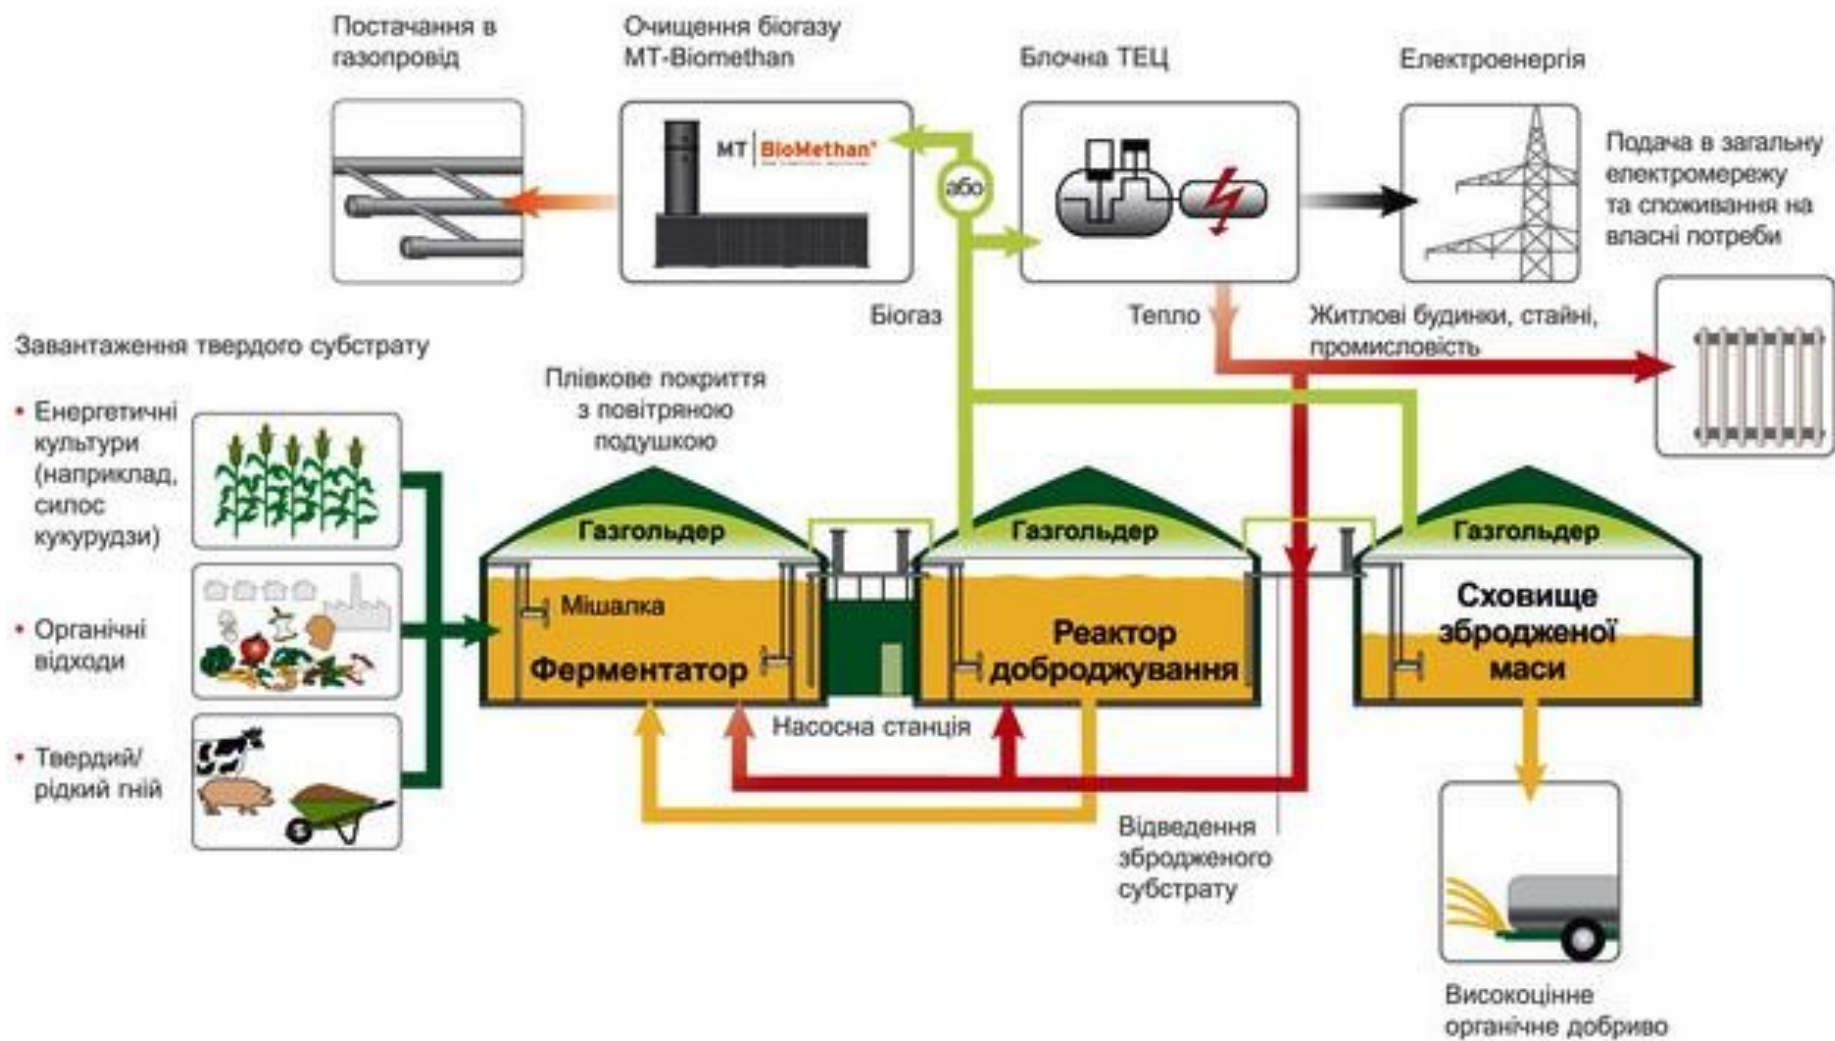 Постачання в
газопровід
Очищення біогазу
MT-Biomethan
Блочна ТЕЦ
Електроенергія
MT | BioMethan®
або
Подача в загальну
електромережу
та споживання на
власні потреби
Біогаз
Тепло
Житлові будинки, стайні,
промисловість
Завантаження твердого субстрату
Плівкове покриття
з повітряною
подушкою
• Енергетичні
культури
(наприклад,
силос
кукурудзи)
• Органічні
відходи
• Твердий/
рідкий гній
Газгольдер
Газгольдер
Газгольдер
Мішалка
Ферментатор
Реактор
доброджування
Сховище
збродженої
маси
Насосна станція
Відведення
збродженого
субстрату
Високоцінне
органічне добриво